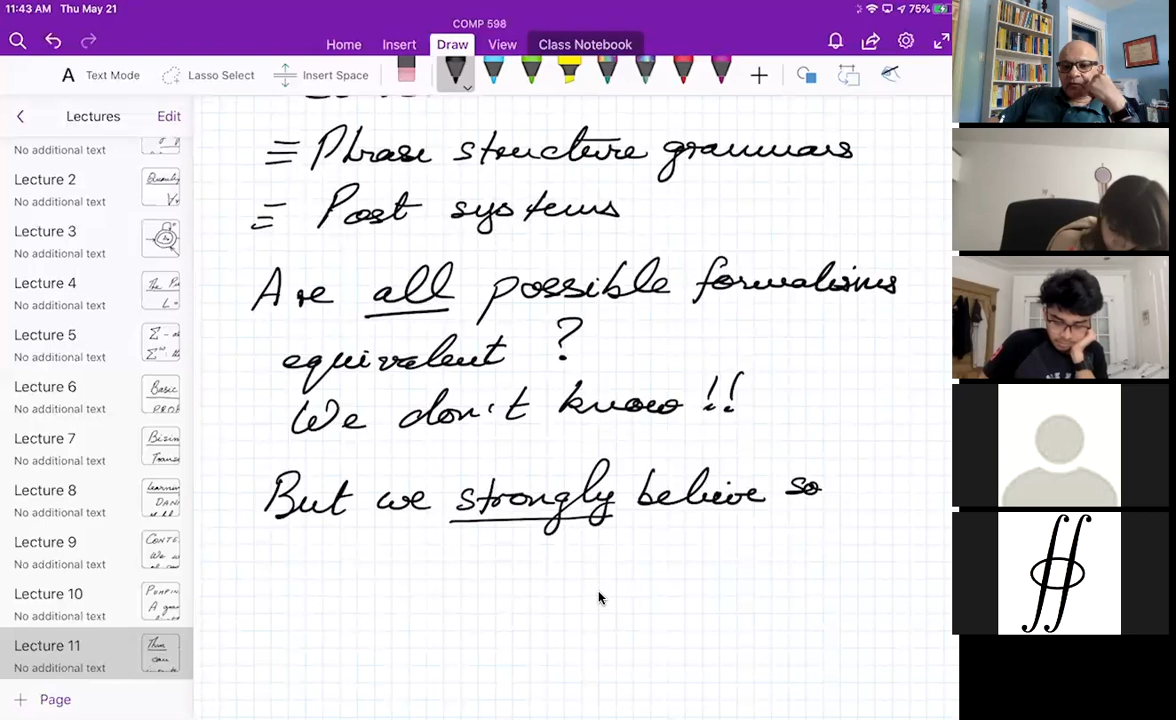 11:43 AM Thu May 21
75%
COMP 598
Home Insert Draw View Class Notebook
A Text Mode Lasso Select Insert Space
Lectures Edit
No additional text
Lecture 2
No additional text
Lecture 3
No additional text
Lecture 4
No additional text
Lecture 5
No additional text
Lecture 6
No additional text
Lecture 7
No additional text
Lecture 8
No additional text
Lecture 9
No additional text
Lecture 10
No additional text
Lecture 11
No additional text
+ Page
≡ Phrase structure grammars
≡ Post systems
Are all possible formalisms
equivalent ?
We don't know !!
But we strongly believe so
∯